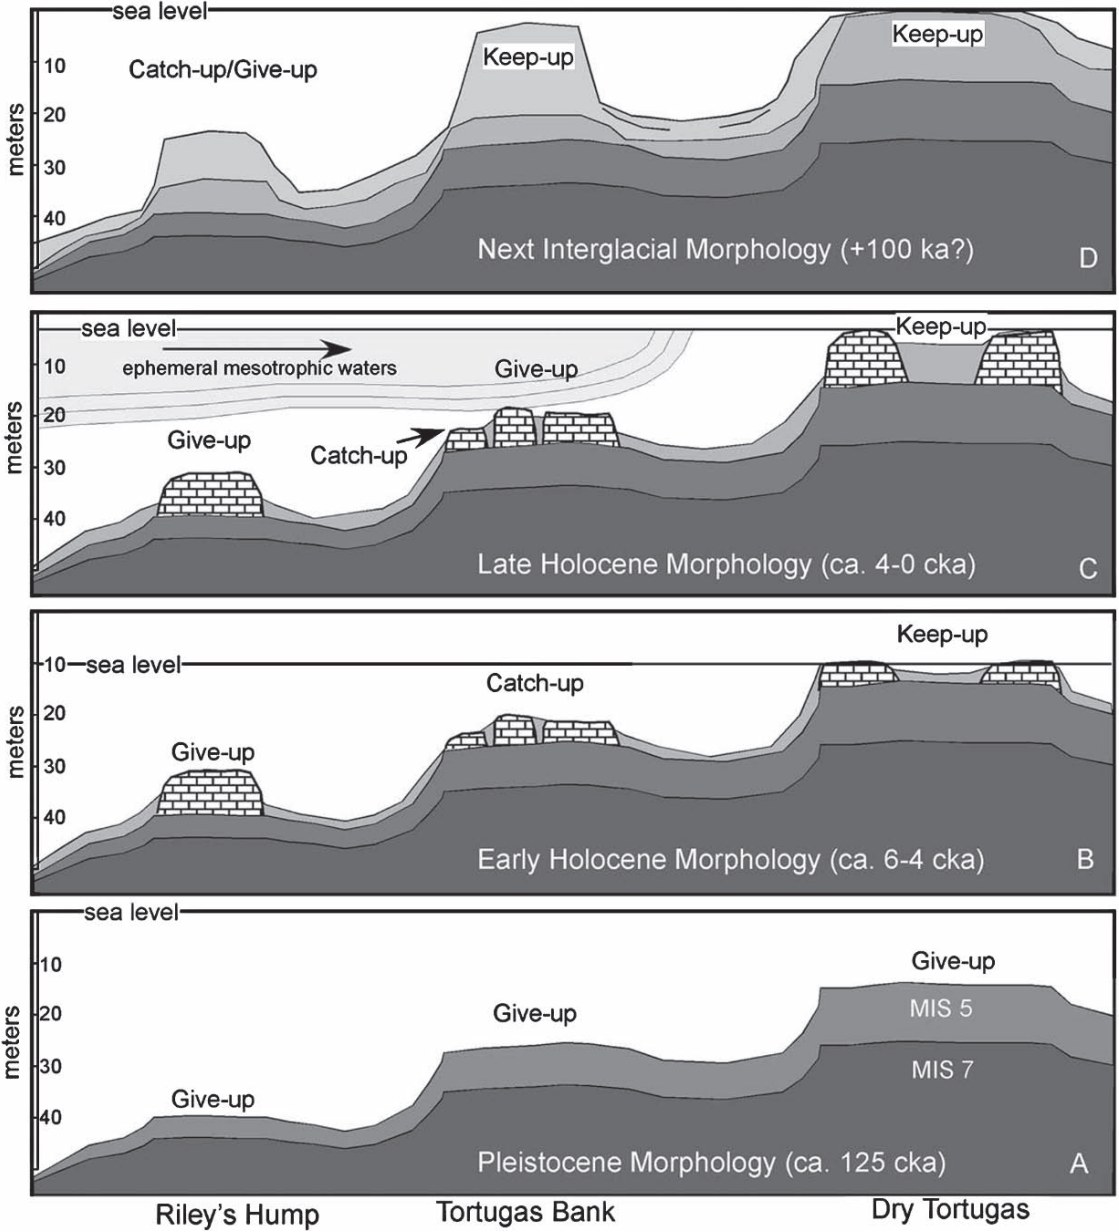 sea level
Keep-up
Keep-up
Catch-up/Give-up
10
20
30
40
meters
Next Interglacial Morphology (+100 ka?)
D
sea level
Keep-up
ephemeral mesotrophic waters
Give-up
10
20
30
40
meters
Give-up
Catch-up
Late Holocene Morphology (ca. 4-0 cka)
C
Keep-up
10
sea level
Catch-up
20
30
40
meters
Give-up
Early Holocene Morphology (ca. 6-4 cka)
B
sea level
10
20
30
40
meters
Give-up
MIS 5
Give-up
MIS 7
Give-up
Pleistocene Morphology (ca. 125 cka)
A
Riley's Hump
Tortugas Bank
Dry Tortugas